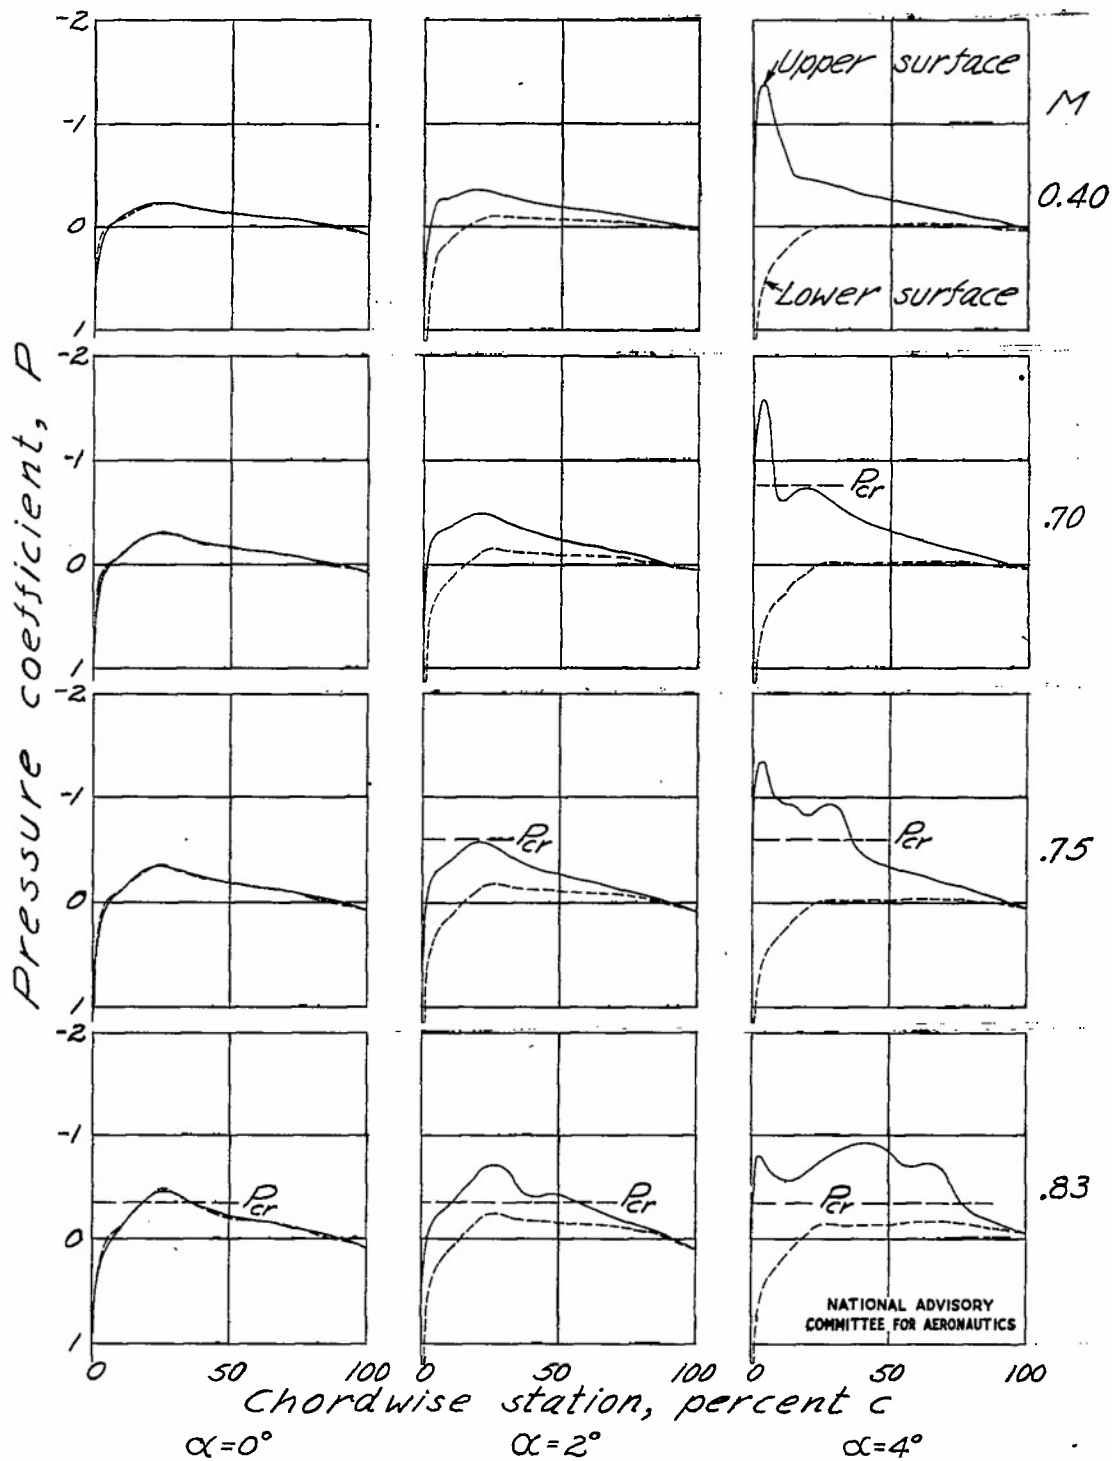 -2
-1
0
1
Upper surface
Lower surface
M
0.40
-2
-1
0
1
Pcr
.70
-2
-1
0
1
Pcr
Pcr
.75
-2
-1
0
1
Pcr
Pcr
Pcr
.83
NATIONAL ADVISORY
COMMITTEE FOR AERONAUTICS
Pressure coefficient, P
0 50 100 0 50 100 0 50 100
Chordwise station, percent c
α=0° α=2° α=4°